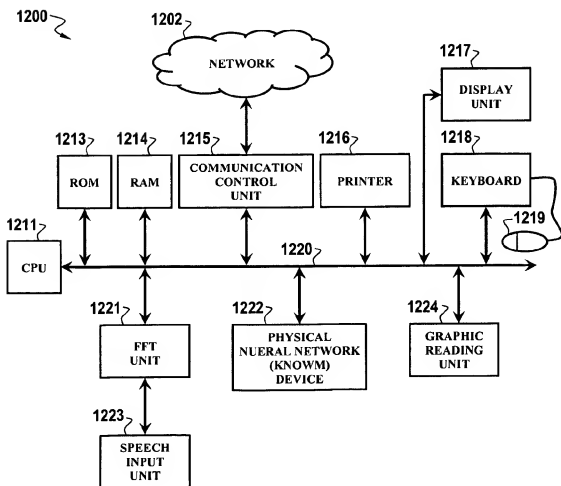 1200
1202
NETWORK
1217
DISPLAY
UNIT
1213
ROM
1214
RAM
1215
COMMUNICATION
CONTROL
UNIT
1216
PRINTER
1218
KEYBOARD
1219
1211
CPU
1220
1221
FFT
UNIT
1222
PHYSICAL
NUERAL NETWORK
(KNOWM)
DEVICE
1224
GRAPHIC
READING
UNIT
1223
SPEECH
INPUT
UNIT